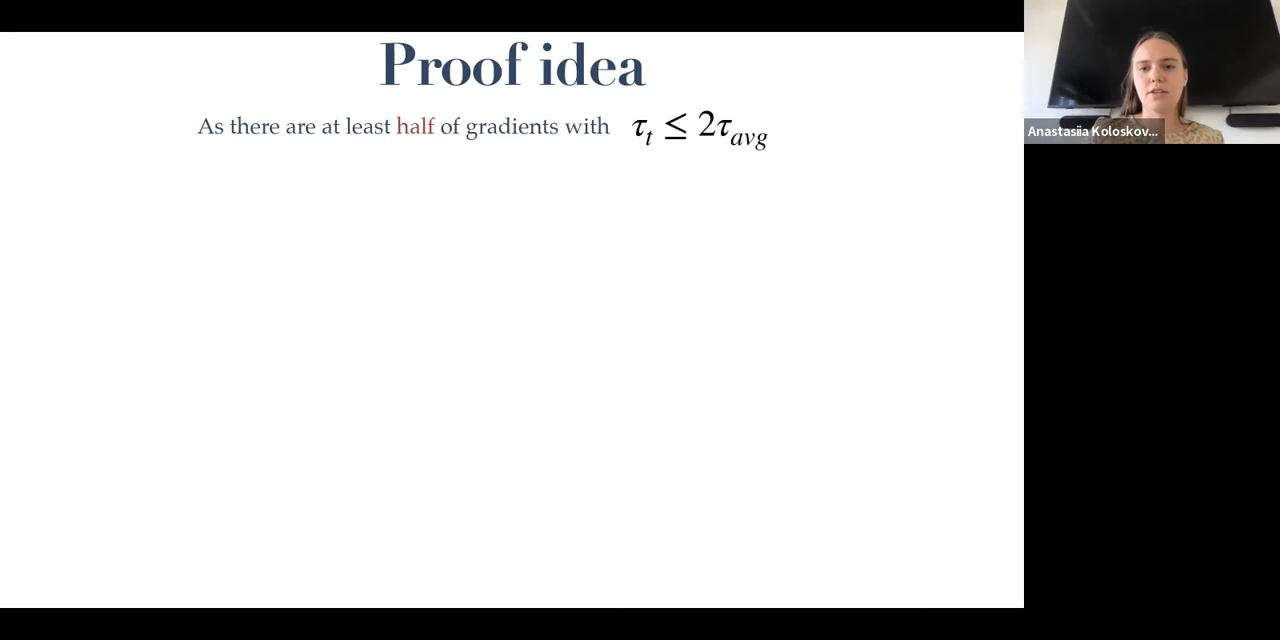 Proof idea
As there are at least half of gradients with τ_t ≤ 2τ_avg
Anastasiia Koloskov...